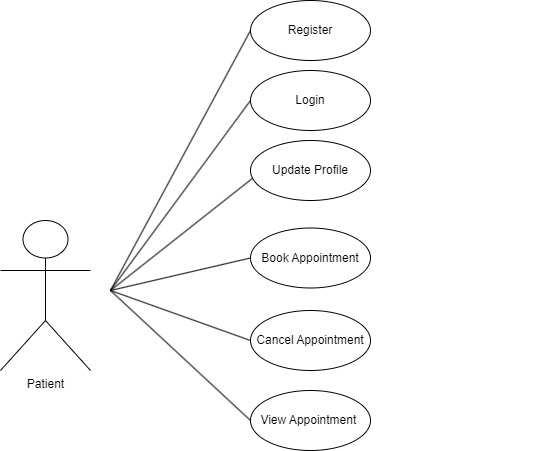 Register
Login
Update Profile
Book Appointment
Cancel Appointment
Patient
View Appointment